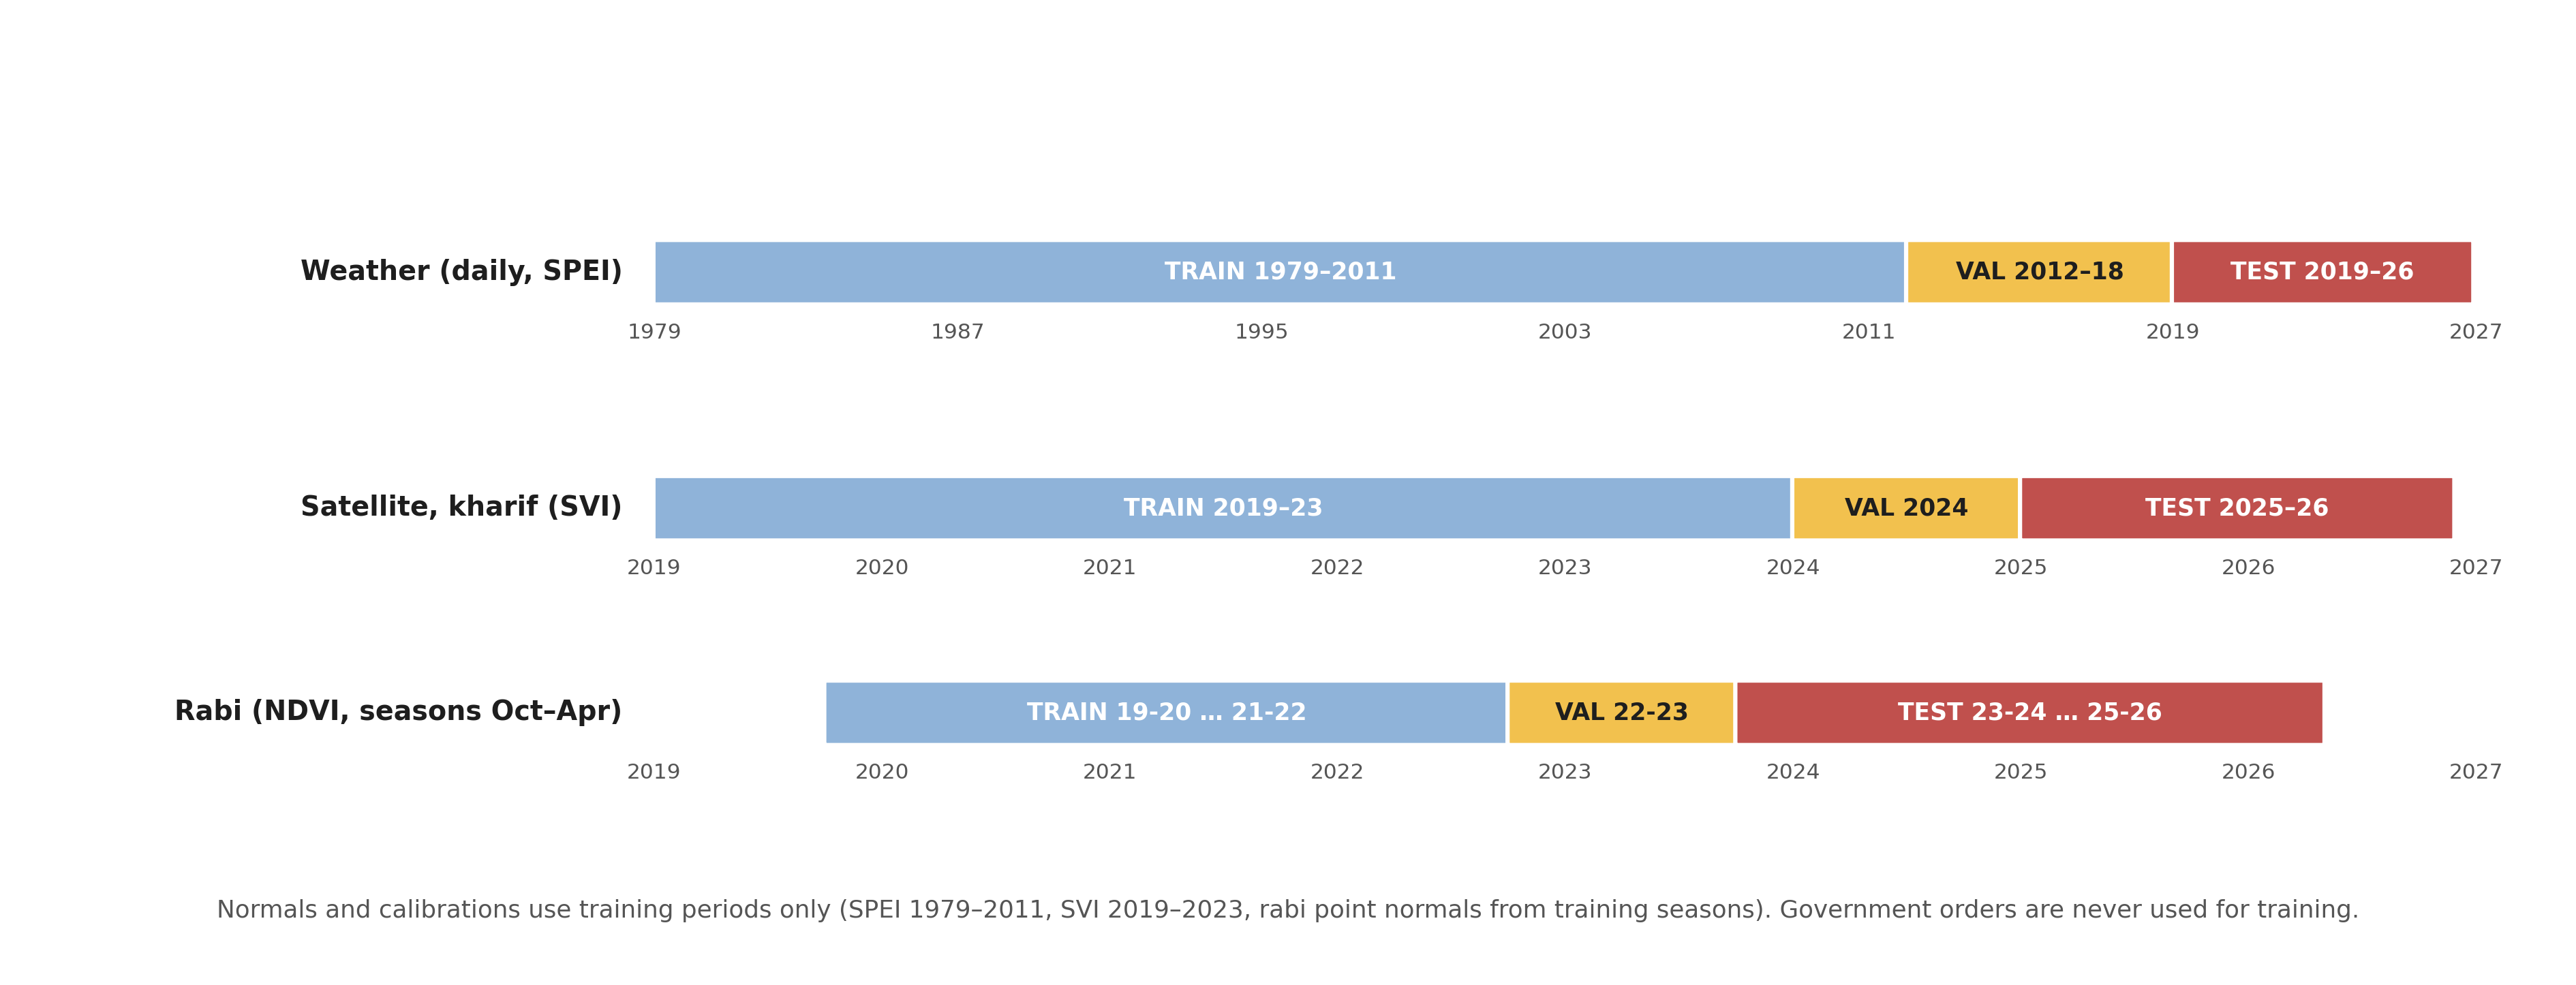 Weather (daily, SPEI) TRAIN 1979–2011 VAL 2012–18 TEST 2019–26
1979 1987 1995 2003 2011 2019 2027
Satellite, kharif (SVI) TRAIN 2019–23 VAL 2024 TEST 2025–26
2019 2020 2021 2022 2023 2024 2025 2026 2027
Rabi (NDVI, seasons Oct–Apr) TRAIN 19-20 … 21-22 VAL 22-23 TEST 23-24 … 25-26
2019 2020 2021 2022 2023 2024 2025 2026 2027
Normals and calibrations use training periods only (SPEI 1979–2011, SVI 2019–2023, rabi point normals from training seasons). Government orders are never used for training.